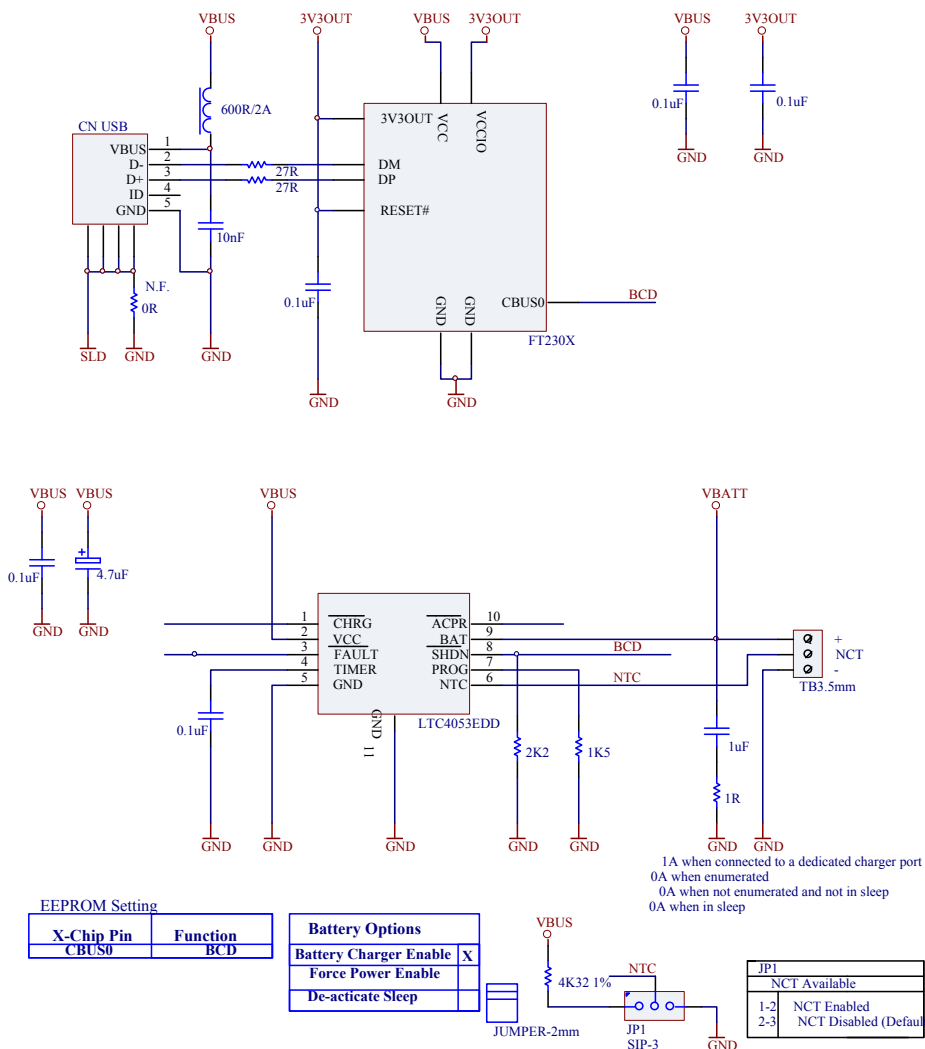 VBUS
3V3OUT
VBUS
3V3OUT
VBUS
3V3OUT
600R/2A
0.1uF
0.1uF
GND
GND
CN USB
VBUS 1
D- 2
D+ 3
ID 4
GND 5
27R
27R
10nF
N.F.
0R
SLD
GND
GND
0.1uF
GND
3V3OUT
VCC
VCCIO
DM
DP
RESET#
CBUS0
BCD
GND
GND
FT230X
GND
VBUS
VBUS
VBUS
VBATT
0.1uF
4.7uF
GND
GND
1 CHRG
2 VCC
3 FAULT
4 TIMER
5 GND
ACPR 10
BAT 9
SHDN 8
PROG 7
NTC 6
GND 11
LTC4053EDD
BCD
NTC
+
NCT
-
TB3.5mm
0.1uF
2K2
1K5
1uF
1R
GND
GND
GND
GND
GND
GND
GND
1A when connected to a dedicated charger port
0A when enumerated
0A when not enumerated and not in sleep
0A when in sleep
EEPROM Setting
X-Chip Pin Function
CBUS0 BCD
Battery Options
Battery Charger Enable X
Force Power Enable
De-acticate Sleep
JUMPER-2mm
VBUS
4K32 1%
NTC
JP1
SIP-3
GND
JP1
NCT Available
1-2 NCT Enabled
2-3 NCT Disabled (Defaul